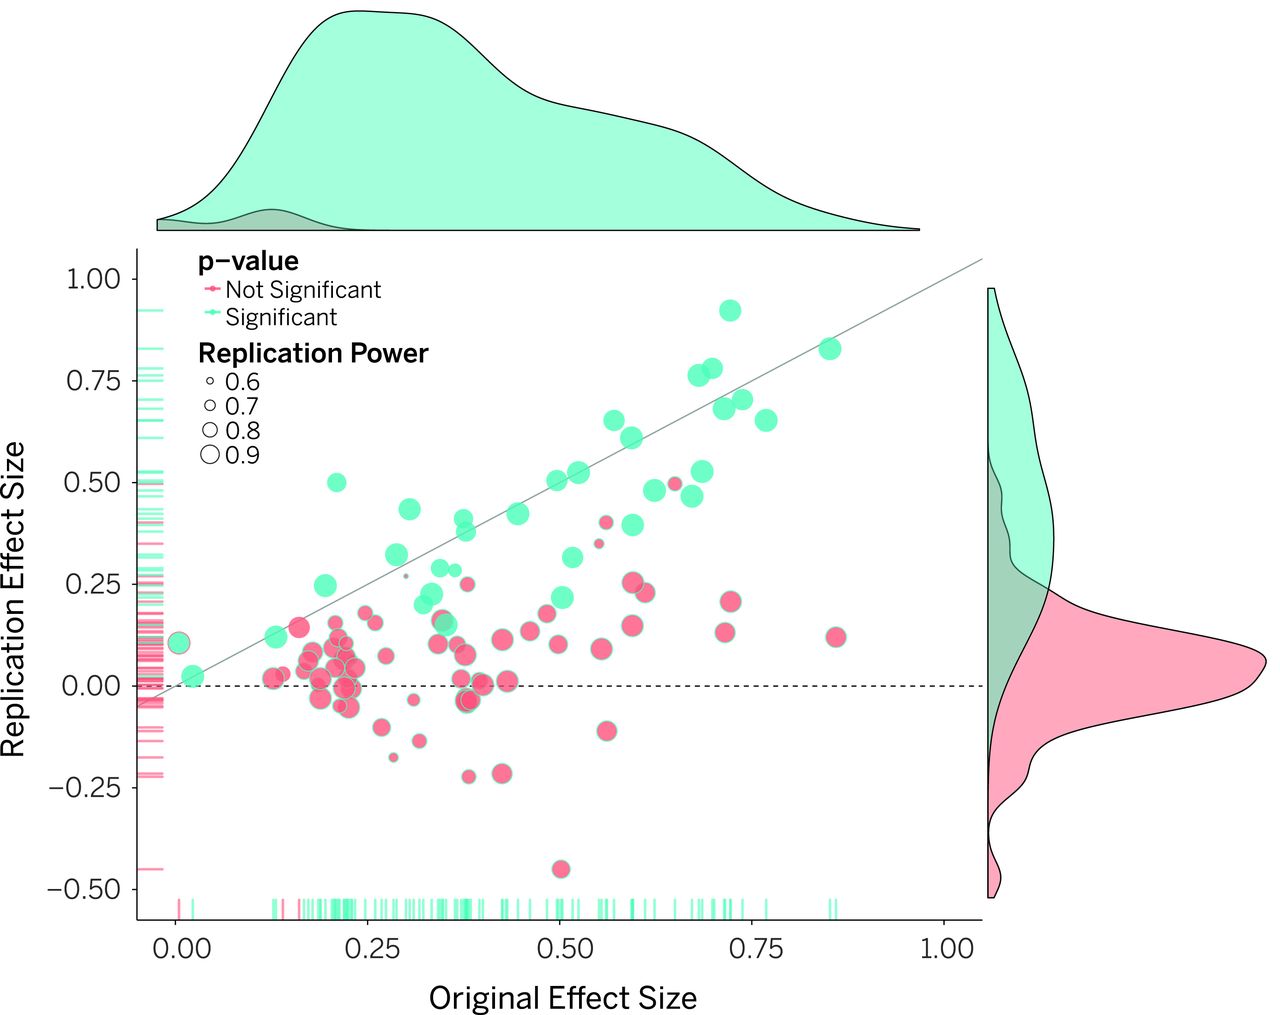 p−value
Not Significant
Significant
Replication Power
0.6
0.7
0.8
0.9
1.00
0.75
0.50
0.25
0.00
−0.25
−0.50
Replication Effect Size
0.00 0.25 0.50 0.75 1.00
Original Effect Size